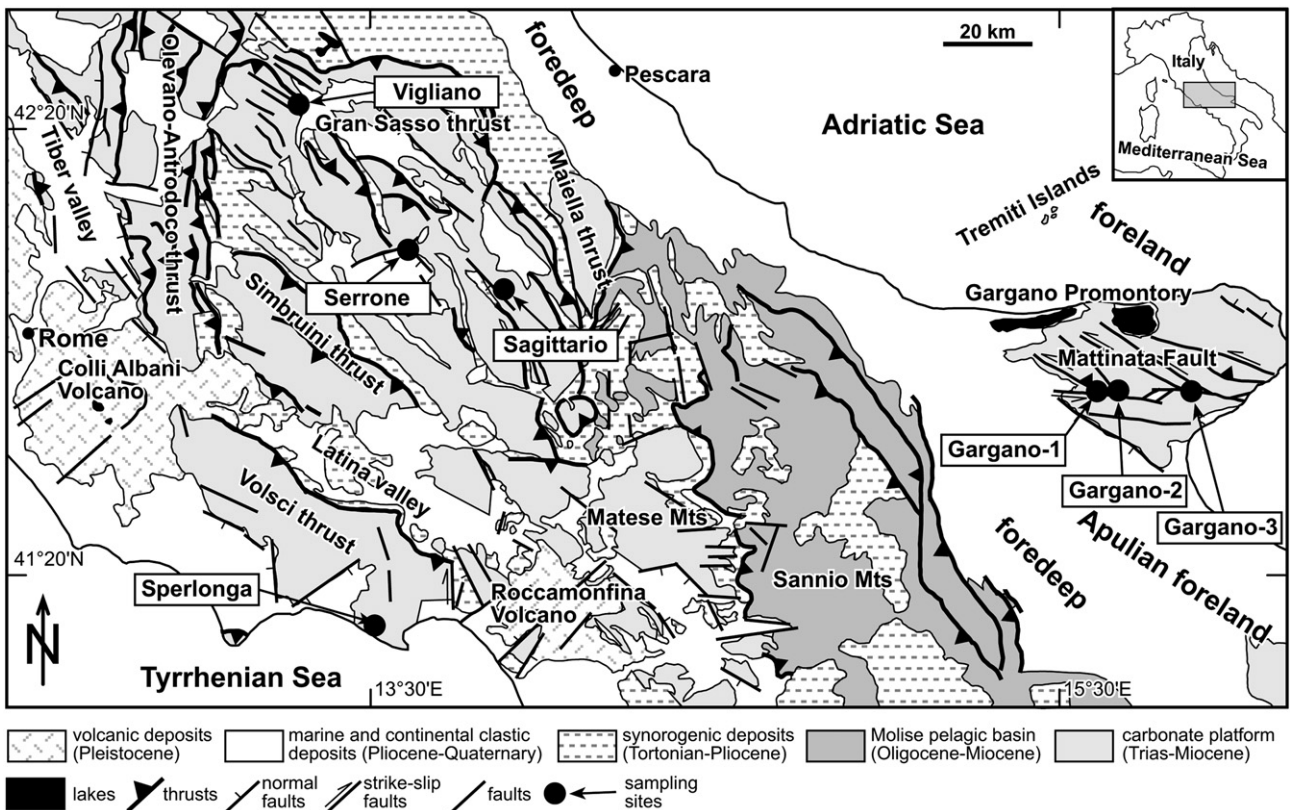 20 km
Italy
Mediterranean Sea
Olevano-Antrodoco thrust
foredeep
Pescara
Vigliano
Gran Sasso thrust
42°20'N
Adriatic Sea
Tiber valley
Maiella thrust
Tremiti Islands
foreland
Serrone
Simbruini thrust
Gargano Promontory
Rome
Sagittario
Mattinata Fault
Colli Albani
Volcano
Gargano-1
Latina valley
Gargano-2
Volsci thrust
Matese Mts
Gargano-3
foredeep
Apulian foreland
41°20'N
Sperlonga
Roccamonfina
Volcano
Sannio Mts
N
Tyrrhenian Sea
13°30'E
15°30'E
volcanic deposits
(Pleistocene)
marine and continental clastic
deposits (Pliocene-Quaternary)
synorogenic deposits
(Tortonian-Pliocene)
Molise pelagic basin
(Oligocene-Miocene)
carbonate platform
(Trias-Miocene)
lakes
thrusts
normal
faults
strike-slip
faults
faults
sampling
sites